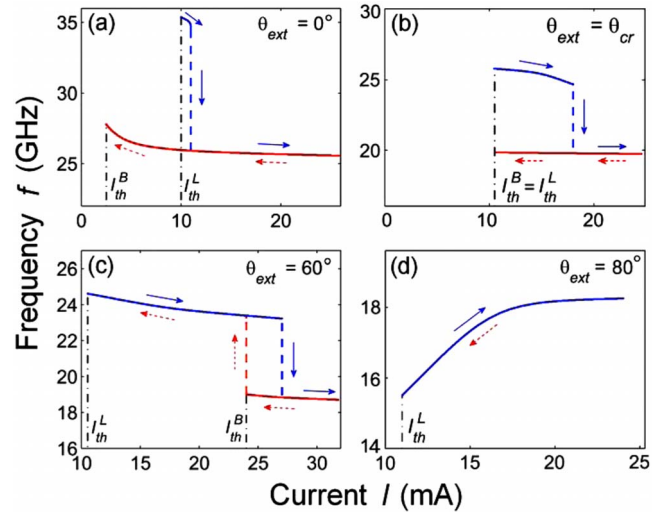 (a)
θext = 0°
35
30
25
I^B_th
I^L_th
0
10
20
(b)
θext = θcr
30
25
20
I^B_th = I^L_th
0
5
10
15
20
Frequency f (GHz)
(c)
θext = 60°
26
24
22
20
18
16
I^L_th
I^B_th
10
15
20
25
30
(d)
θext = 80°
18
16
14
I^L_th
10
15
20
25
Current I (mA)